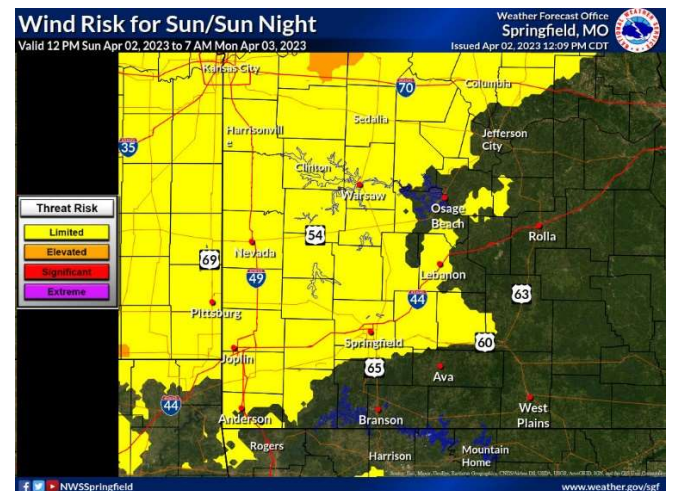 Wind Risk for Sun/Sun Night
Valid 12 PM Sun Apr 02, 2023 to 7 AM Mon Apr 03, 2023
Weather Forecast Office
Springfield, MO
Issued Apr 02, 2023 12:09 PM CDT
Kansas City
70
Columbia
Sedalia
35
Harrisonvill
e
Jefferson
City
Clinton
Warsaw
Osage
Beach
Threat Risk
Limited
Elevated
Significant
Extreme
54
Rolla
69
Nevada
49
Lebanon
44
63
Pittsburg
Springfield
60
Joplin
65
Ava
44
Anderson
Branson
West
Plains
Rogers
Harrison
Mountain
Home
NWSSpringfield
www.weather.gov/sgf